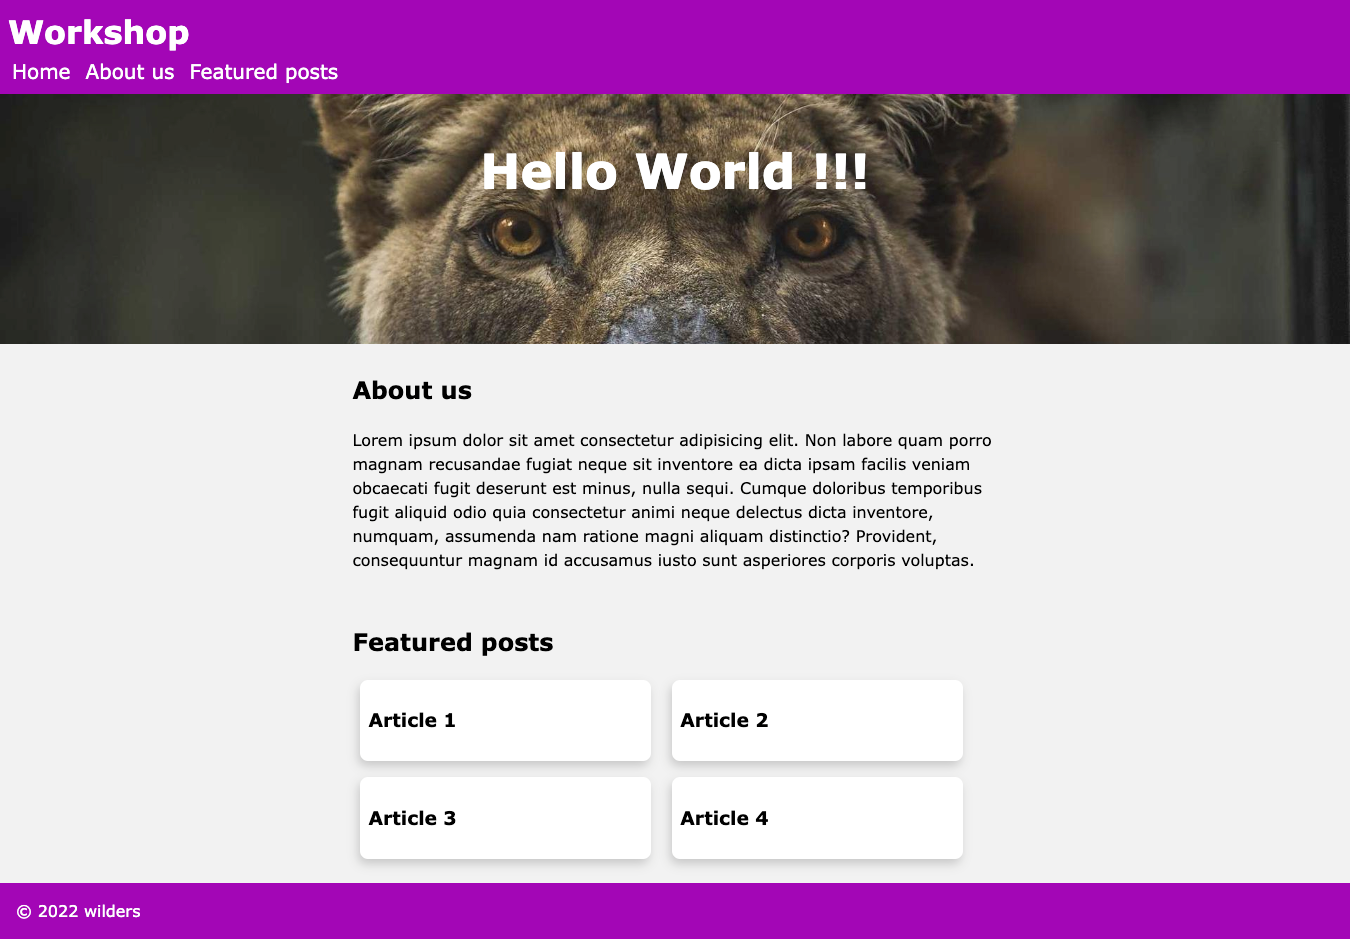 Workshop
Home About us Featured posts
Hello World !!!
About us
Lorem ipsum dolor sit amet consectetur adipisicing elit. Non labore quam porro
magnam recusandae fugiat neque sit inventore ea dicta ipsam facilis veniam
obcaecati fugit deserunt est minus, nulla sequi. Cumque doloribus temporibus
fugit aliquid odio quia consectetur animi neque delectus dicta inventore,
numquam, assumenda nam ratione magni aliquam distinctio? Provident,
consequuntur magnam id accusamus iusto sunt asperiores corporis voluptas.
Featured posts
Article 1
Article 2
Article 3
Article 4
© 2022 wilders